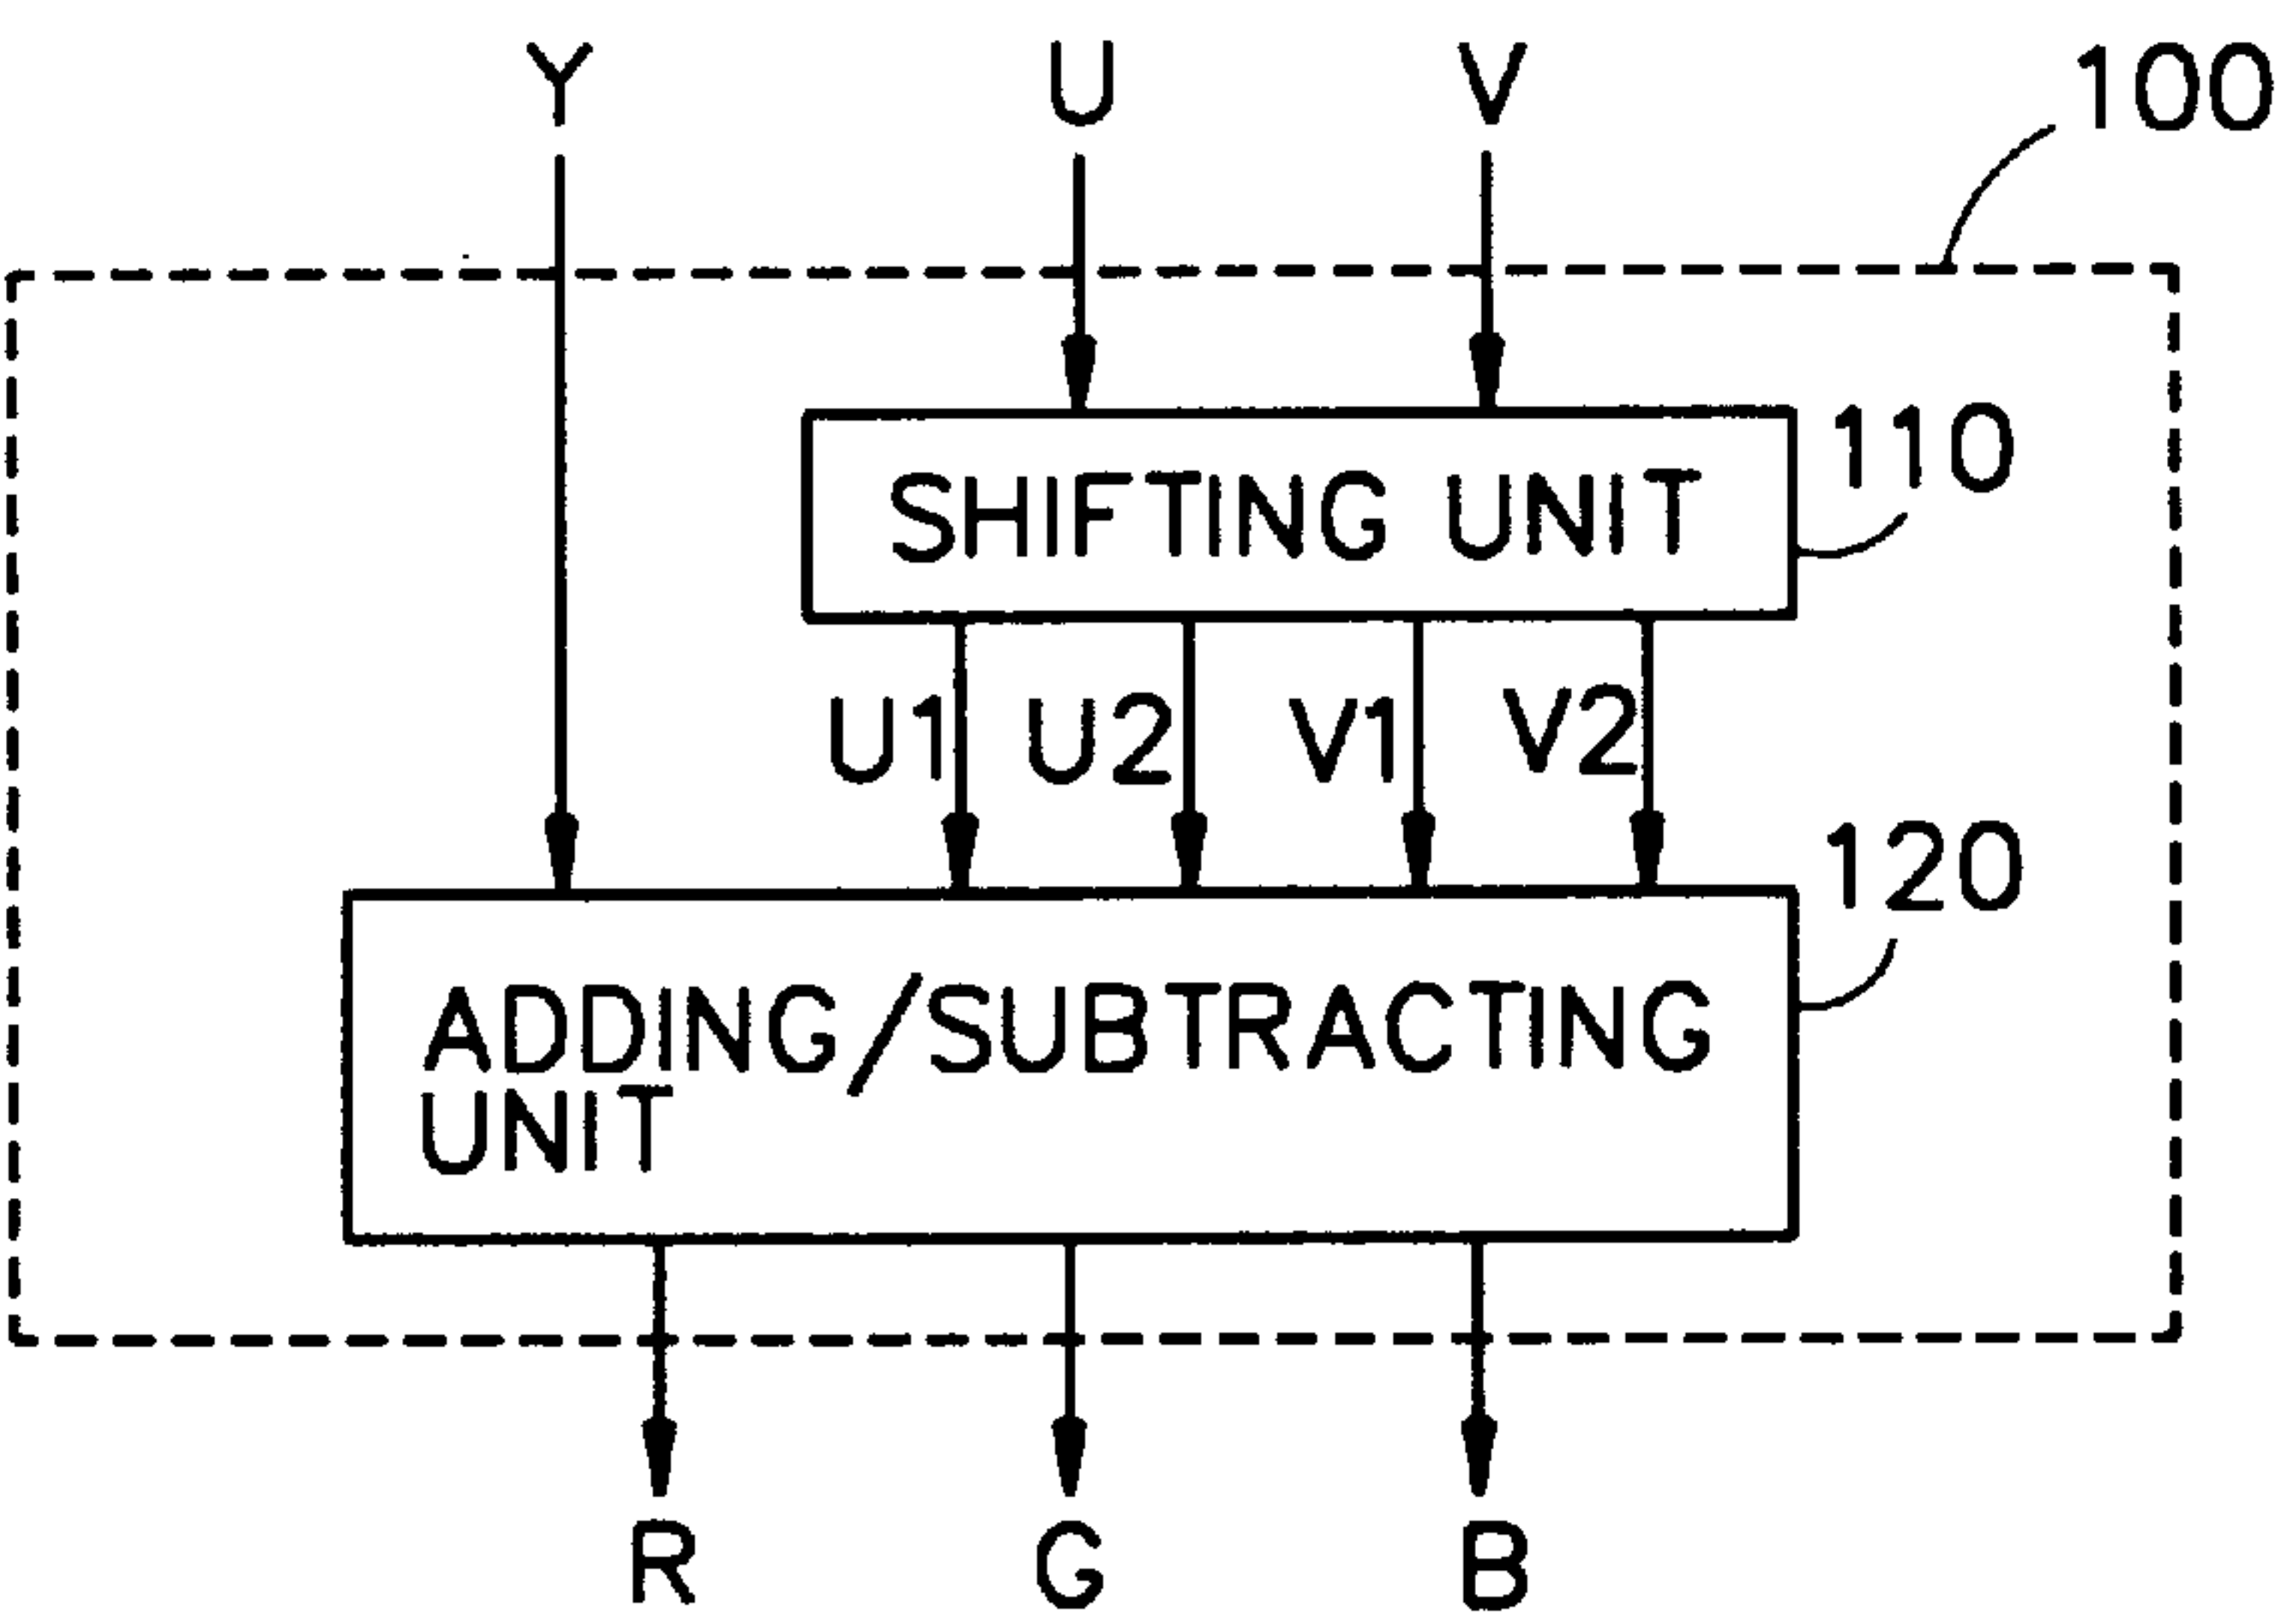 Y U V 100
SHIFTING UNIT 110
U1 U2 V1 V2
120
ADDING/SUBTRACTING
UNIT
R G B